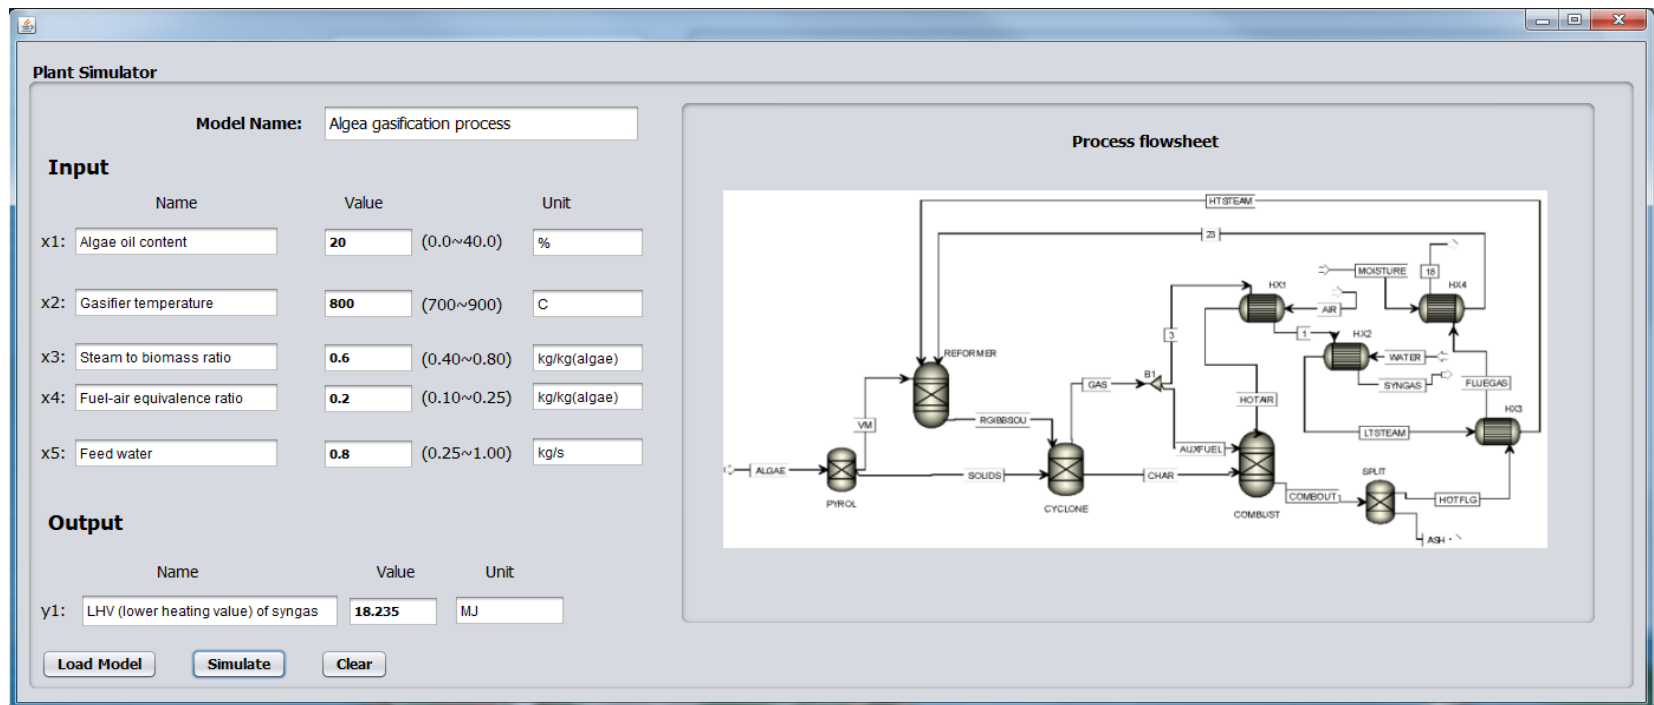 Plant Simulator
Model Name: Algea gasification process
Input
Name Value Unit
x1: Algae oil content 20 (0.0~40.0) %
x2: Gasifier temperature 800 (700~900) C
x3: Steam to biomass ratio 0.6 (0.40~0.80) kg/kg(algae)
x4: Fuel-air equivalence ratio 0.2 (0.10~0.25) kg/kg(algae)
x5: Feed water 0.8 (0.25~1.00) kg/s
Output
Name Value Unit
y1: LHV (lower heating value) of syngas 18.235 MJ
Load Model Simulate Clear
Process flowsheet
HTSTEAM
23
MOISTURE 18
HX1 HX4
AIR
3 1 HX2
REFORMER WATER
B1
GAS SYNGAS FLUEGAS
HOTAIR
HX3
VM RGIBBSOU LTSTEAM
AUXFUEL
ALGAE SOLIDS CHAR SPLIT
COMBOUT HOTFLG
PYROL CYCLONE COMBUST
ASH